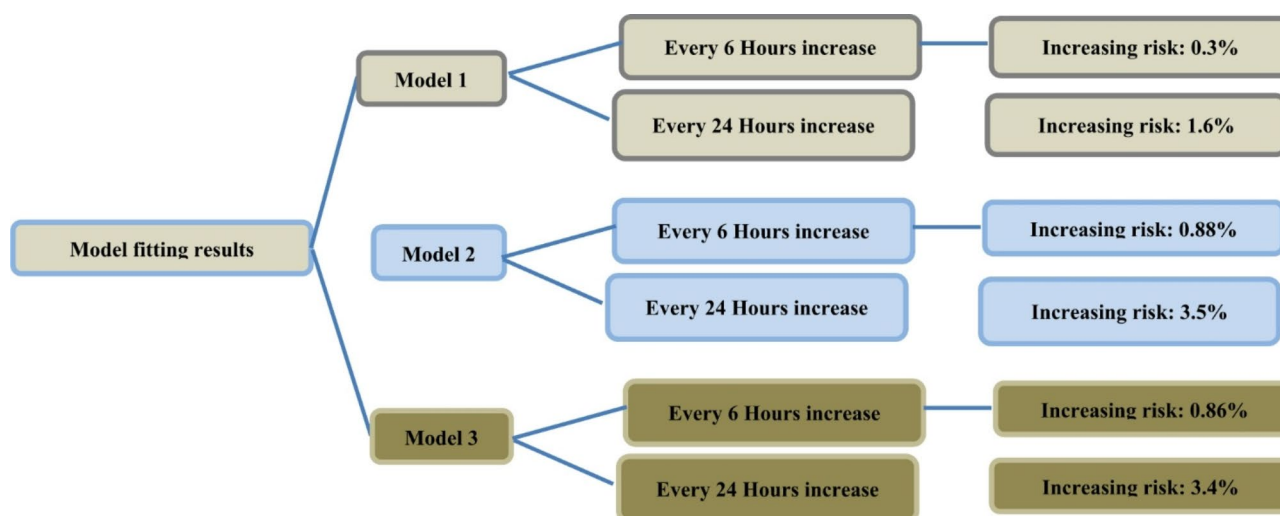 Model fitting results
Model 1
Every 6 Hours increase
Increasing risk: 0.3%
Every 24 Hours increase
Increasing risk: 1.6%
Model 2
Every 6 Hours increase
Increasing risk: 0.88%
Every 24 Hours increase
Increasing risk: 3.5%
Model 3
Every 6 Hours increase
Increasing risk: 0.86%
Every 24 Hours increase
Increasing risk: 3.4%